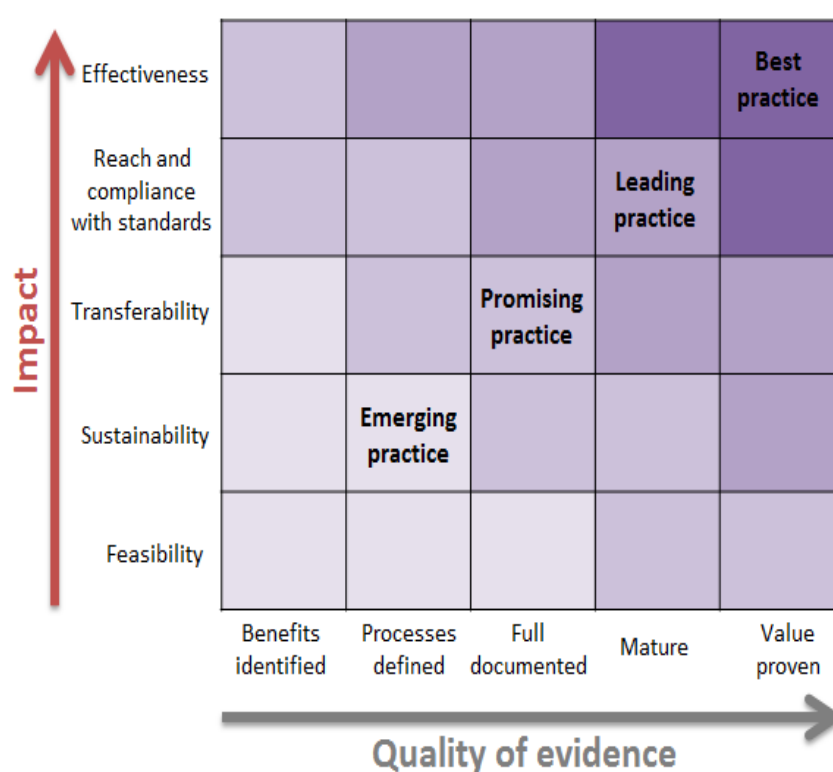 Effectiveness
Best
practice
Reach and
compliance
with standards
Leading
practice
Transferability
Promising
practice
Sustainability
Emerging
practice
Feasibility
Impact
Benefits
identified
Processes
defined
Full
documented
Mature
Value
proven
Quality of evidence